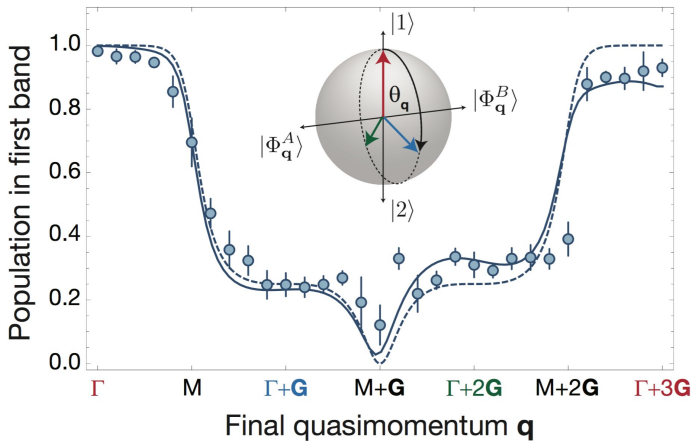 Population in first band
1.0
0.8
0.6
0.4
0.2
0.0
|1⟩
θq
|Φ_q^B⟩
|Φ_q^A⟩
|2⟩
Γ M Γ+G M+G Γ+2G M+2G Γ+3G
Final quasimomentum q